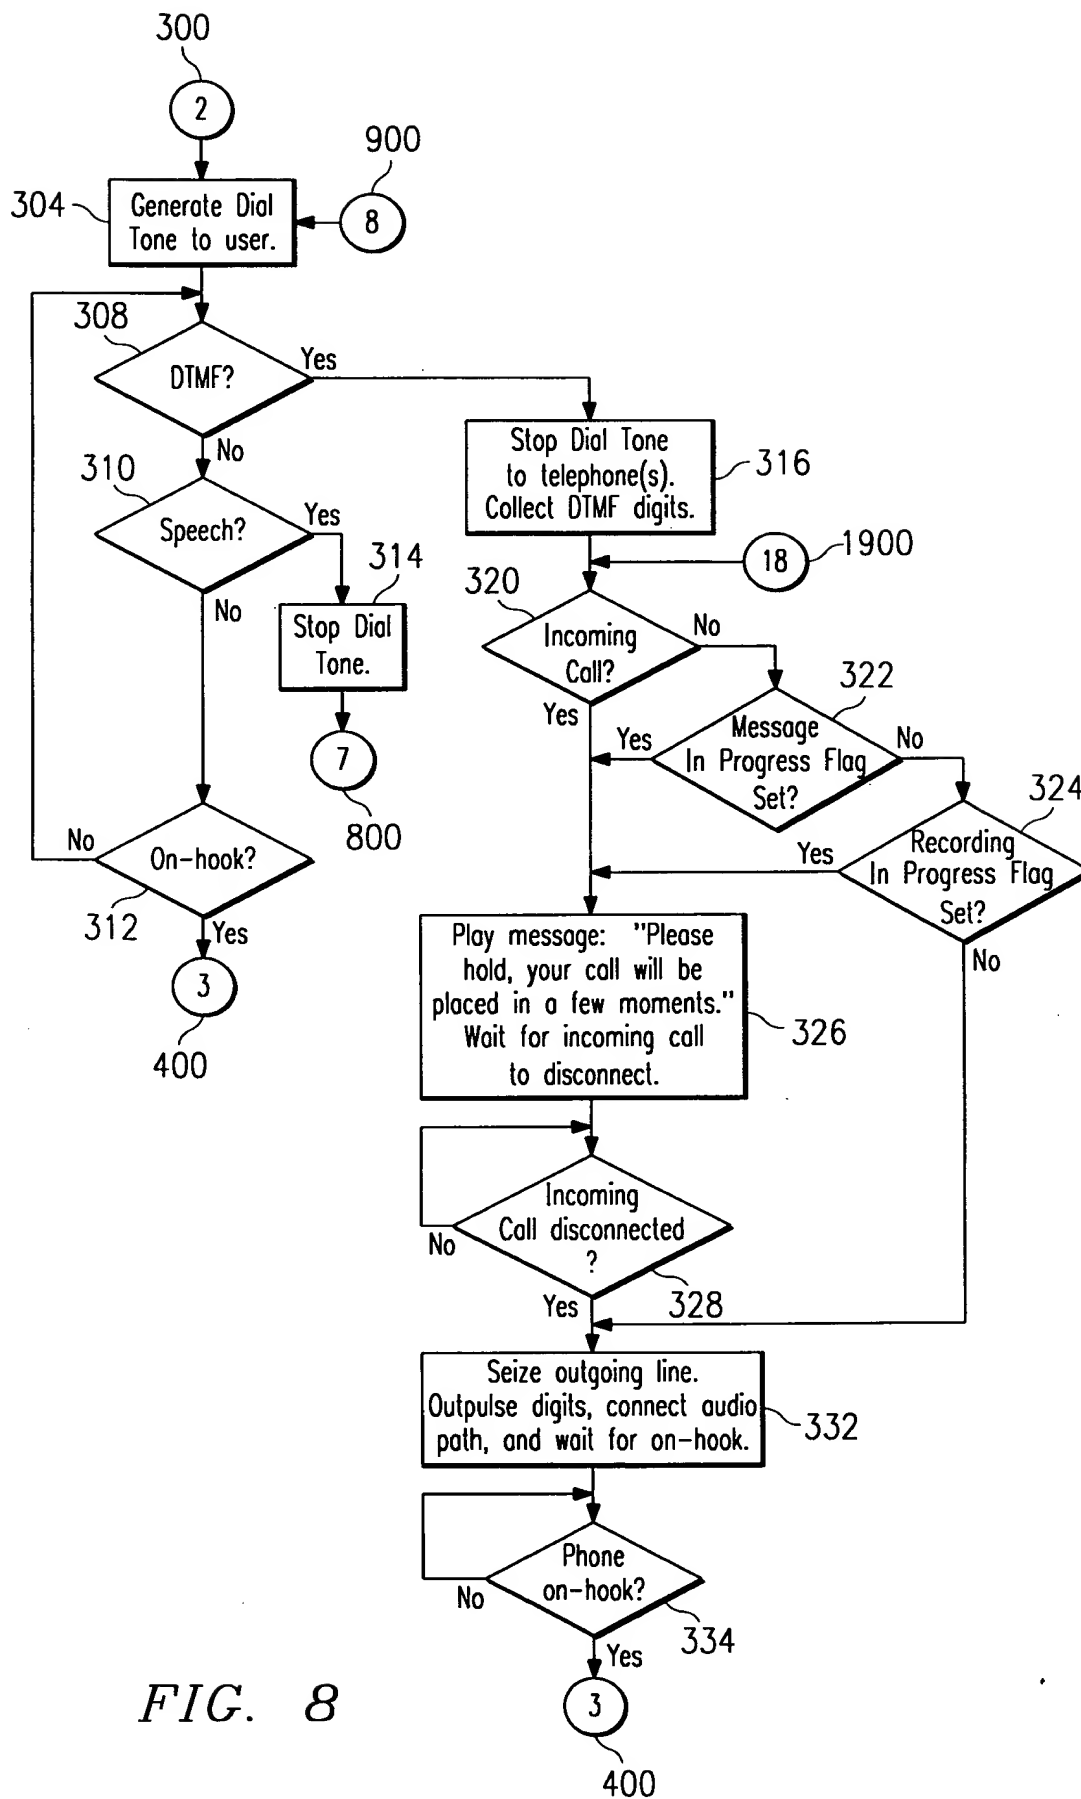 300
2
900
304
Generate Dial
Tone to user.
8
308
DTMF?
Yes
No
Stop Dial Tone
to telephone(s).
Collect DTMF digits.
316
310
Speech?
Yes
No
314
Stop Dial
Tone.
7
800
18
1900
320
Incoming
Call?
No
Yes
322
Message
In Progress Flag
Set?
Yes
No
324
Recording
In Progress Flag
Set?
Yes
No
On-hook?
No
312
Yes
3
400
Play message: "Please
hold, your call will be
placed in a few moments."
Wait for incoming call
to disconnect.
326
Incoming
Call disconnected
?
No
328
Yes
Seize outgoing line.
Outpulse digits, connect audio
path, and wait for on-hook.
332
Phone
on-hook?
No
334
Yes
3
400
FIG. 8